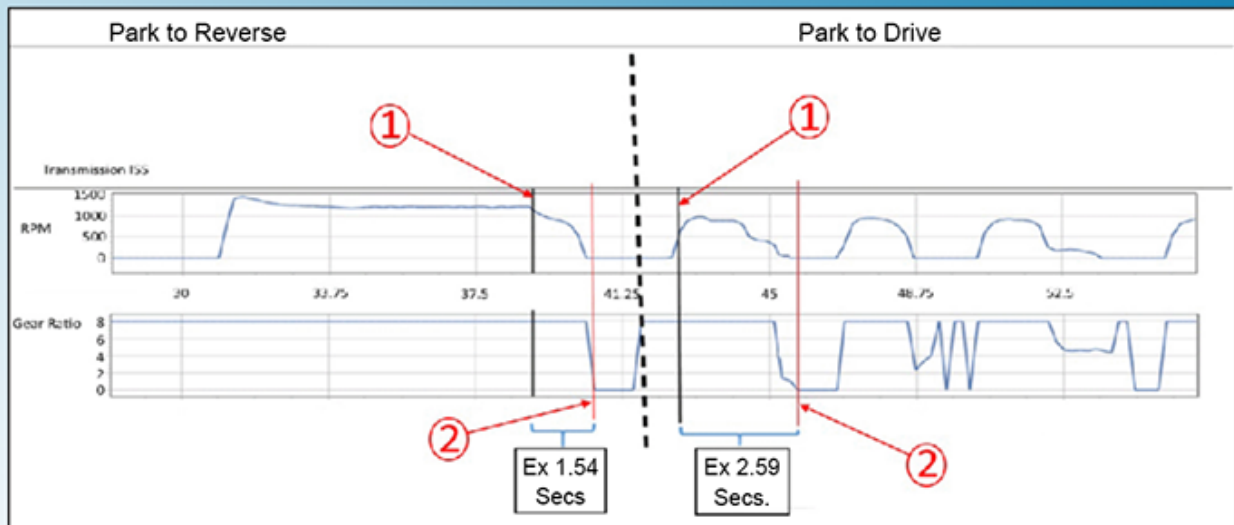 Park to Reverse
Park to Drive
①
①
Transmission ISS
1500
1000
RPM
500
0
30
33.75
37.5
41.25
45
48.75
52.5
Gear Ratio
8
6
4
2
0
②
②
Ex 1.54
Secs
Ex 2.59
Secs.